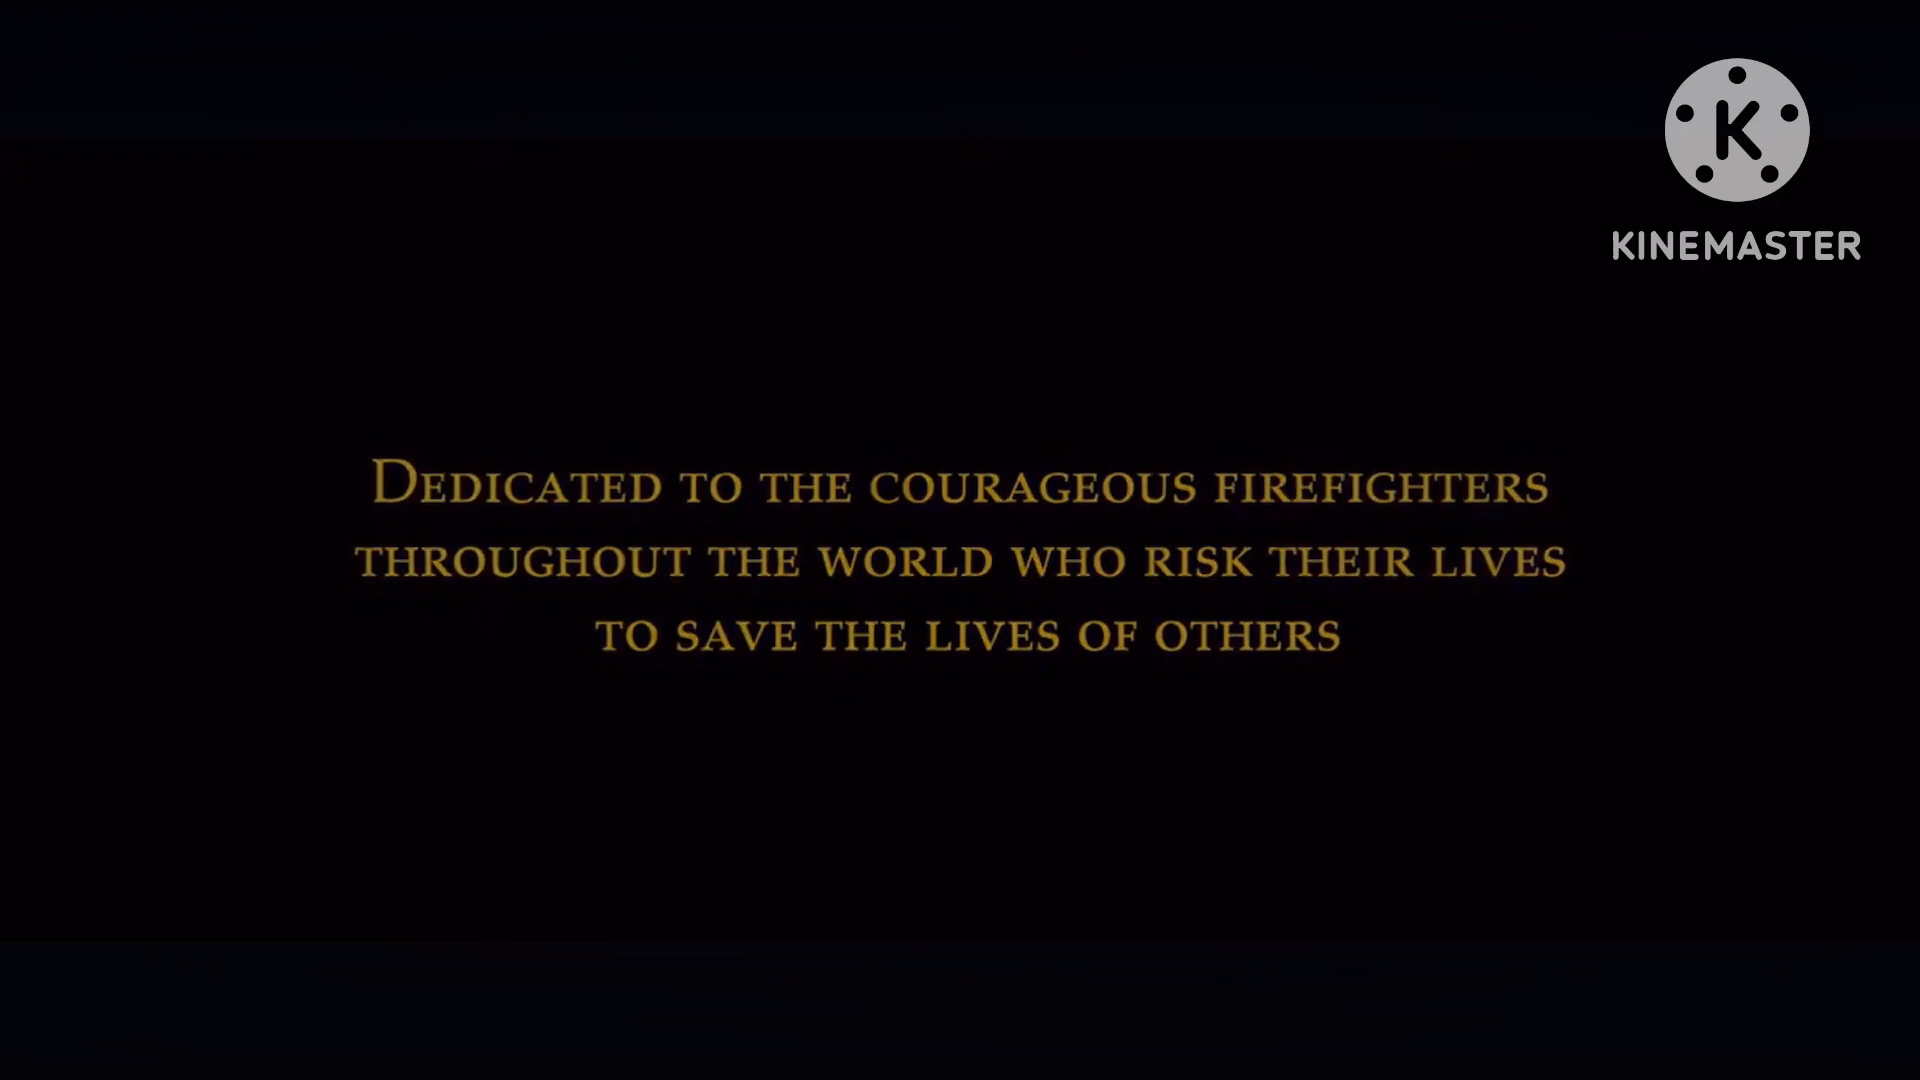 K
KINEMASTER
DEDICATED TO THE COURAGEOUS FIREFIGHTERS
THROUGHOUT THE WORLD WHO RISK THEIR LIVES
TO SAVE THE LIVES OF OTHERS